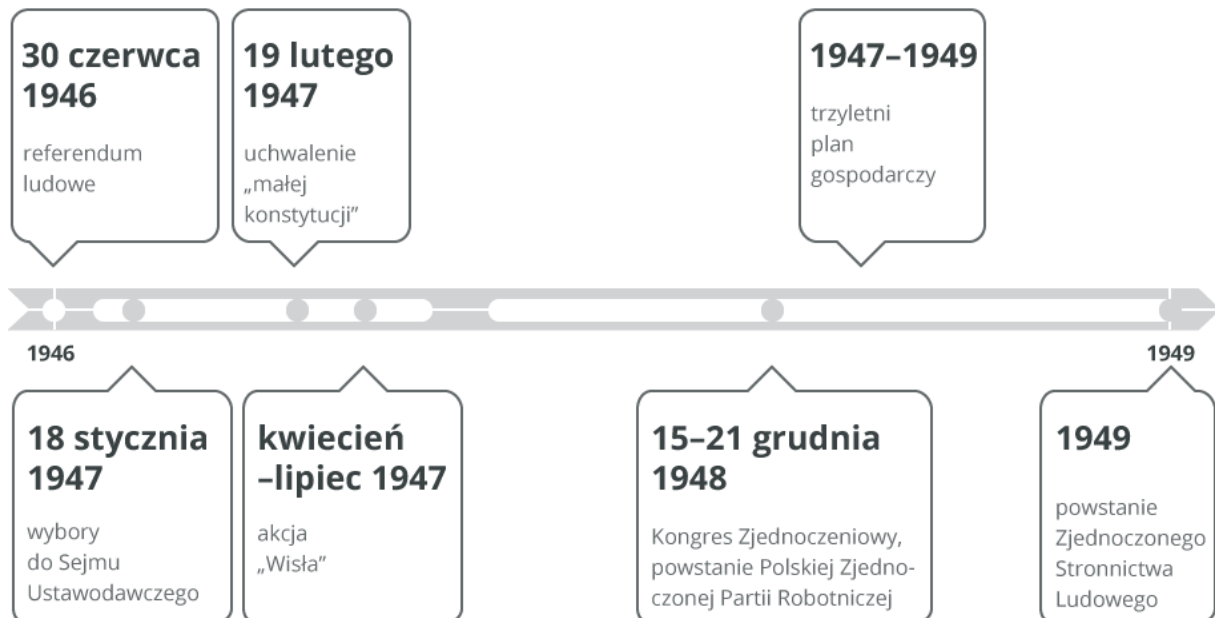 30 czerwca
1946
referendum
ludowe
19 lutego
1947
uchwalenie
„małej
konstytucji”
1947–1949
trzyletni
plan
gospodarczy
1946
1949
18 stycznia
1947
wybory
do Sejmu
Ustawodawczego
kwiecień
–lipiec 1947
akcja
„Wisła”
15–21 grudnia
1948
Kongres Zjednoczeniowy,
powstanie Polskiej Zjedno-
czonej Partii Robotniczej
1949
powstanie
Zjednoczonego
Stronnictwa
Ludowego